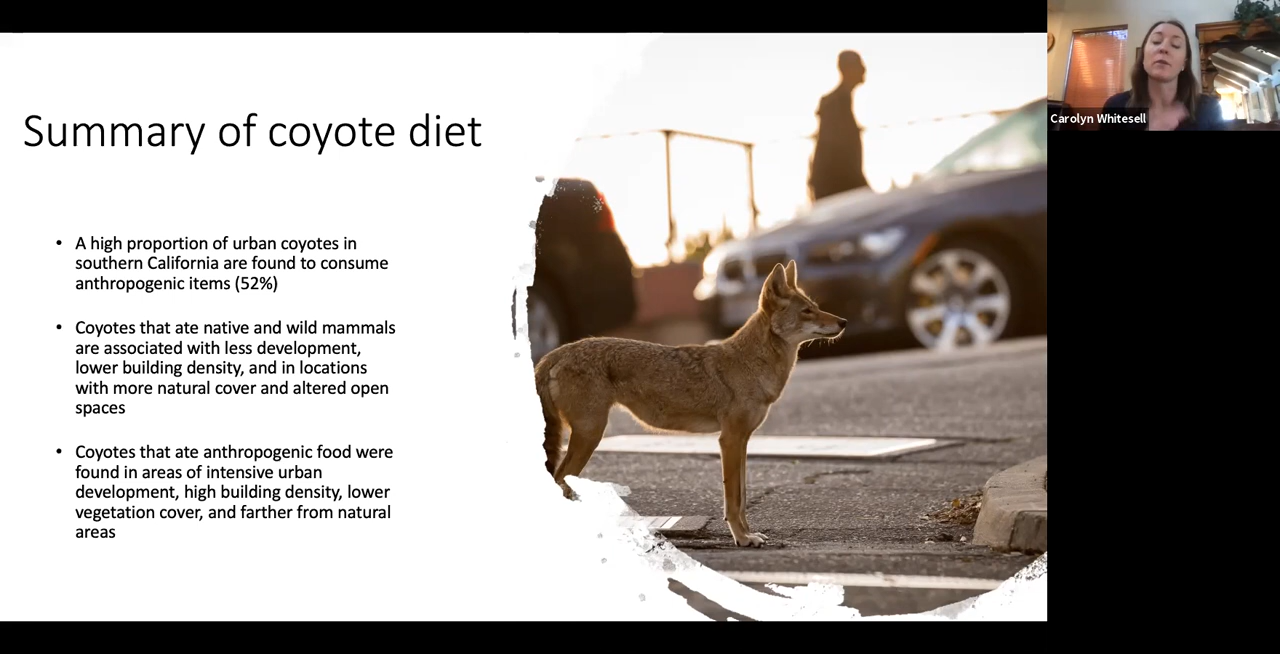 Summary of coyote diet
• A high proportion of urban coyotes in
southern California are found to consume
anthropogenic items (52%)
• Coyotes that ate native and wild mammals
are associated with less development,
lower building density, and in locations
with more natural cover and altered open
spaces
• Coyotes that ate anthropogenic food were
found in areas of intensive urban
development, high building density, lower
vegetation cover, and farther from natural
areas
Carolyn Whitesell